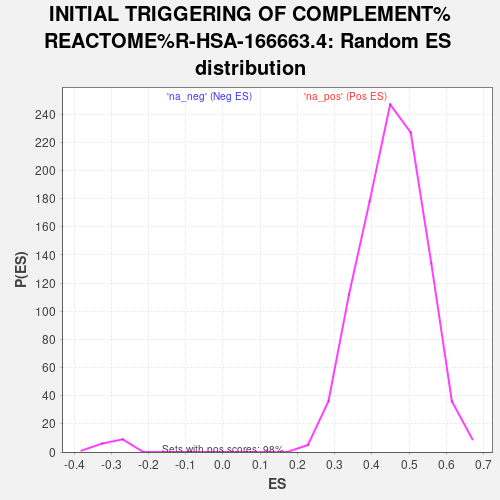 INITIAL TRIGGERING OF COMPLEMENT%
REACTOME%R-HSA-166663.4: Random ES
distribution
'na_neg' (Neg ES)
'na_pos' (Pos ES)
240
220
200
180
160
140
120
100
80
60
40
20
0
P(ES)
Sets with pos scores: 98%
-0.4 -0.3 -0.2 -0.1 0.0 0.1 0.2 0.3 0.4 0.5 0.6 0.7
ES